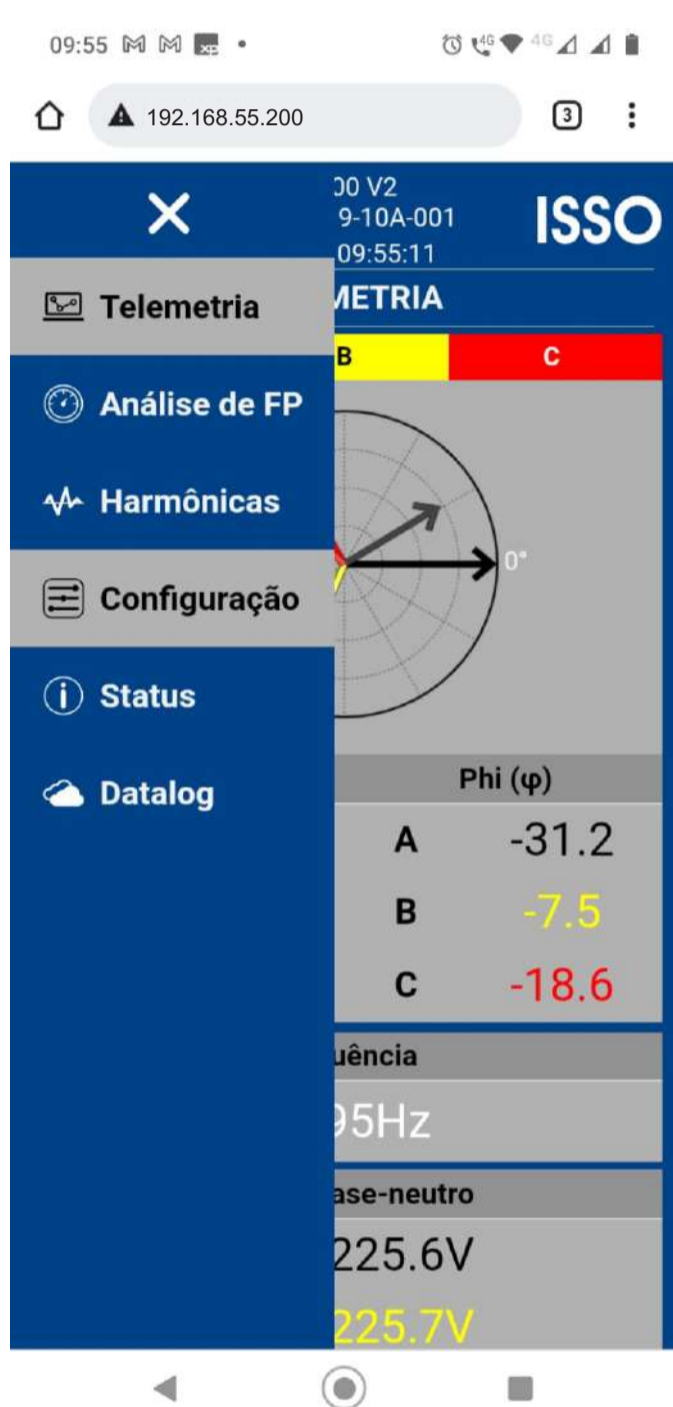 09:55
4G 4G
192.168.55.200
3
00 V2
9-10A-001
09:55:11
ISSO
Telemetria
METRIA
B
C
Análise de FP
Harmônicas
0°
Configuração
Status
Datalog
Phi (φ)
A -31.2
B -7.5
C -18.6
uência
95Hz
ase-neutro
225.6V
225.7V